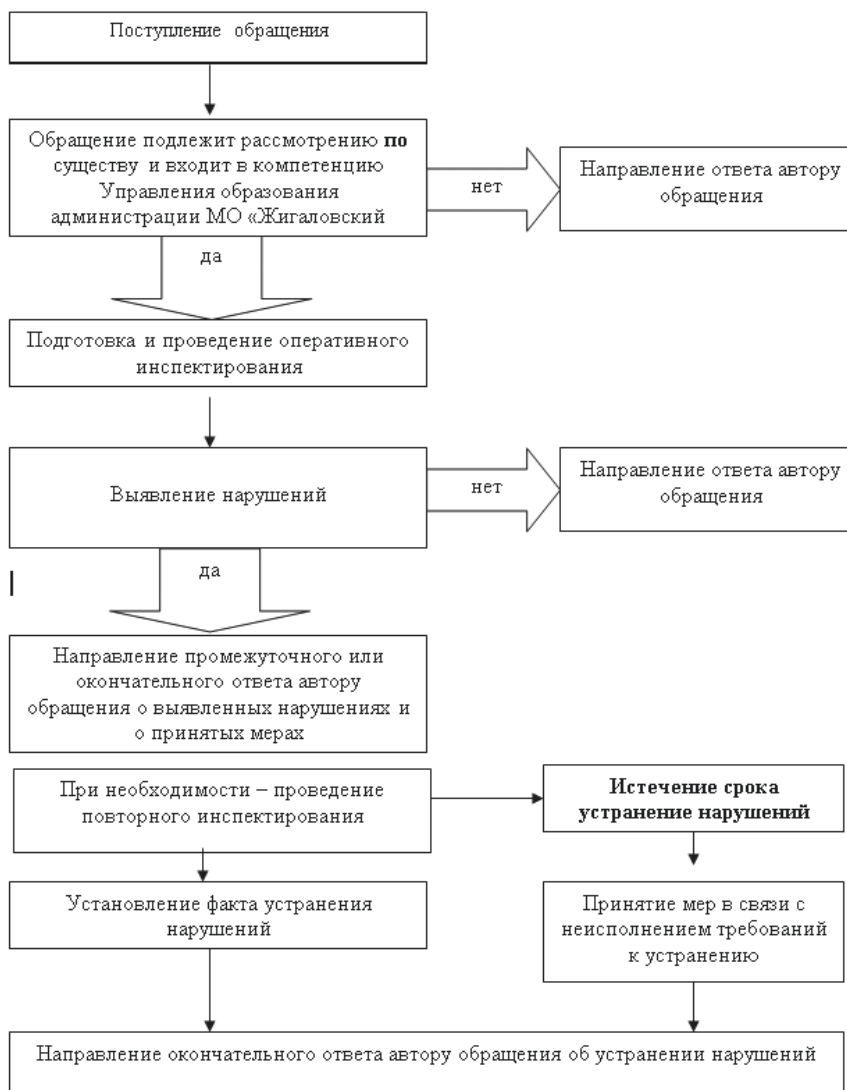 Поступление обращения
Обращение подлежит рассмотрению по
существу и входит в компетенцию
Управления образования
администрации МО «Жигаловский
нет
Направление ответа автору
обращения
да
Подготовка и проведение оперативного
инспектирования
Выявление нарушений
нет
Направление ответа автору
обращения
да
Направление промежуточного или
окончательного ответа автору
обращения о выявленных нарушениях и
о принятых мерах
При необходимости – проведение
повторного инспектирования
Истечение срока
устранение нарушений
Установление факта устранения
нарушений
Принятие мер в связи с
неисполнением требований
к устранению
Направление окончательного ответа автору обращения об устранении нарушений